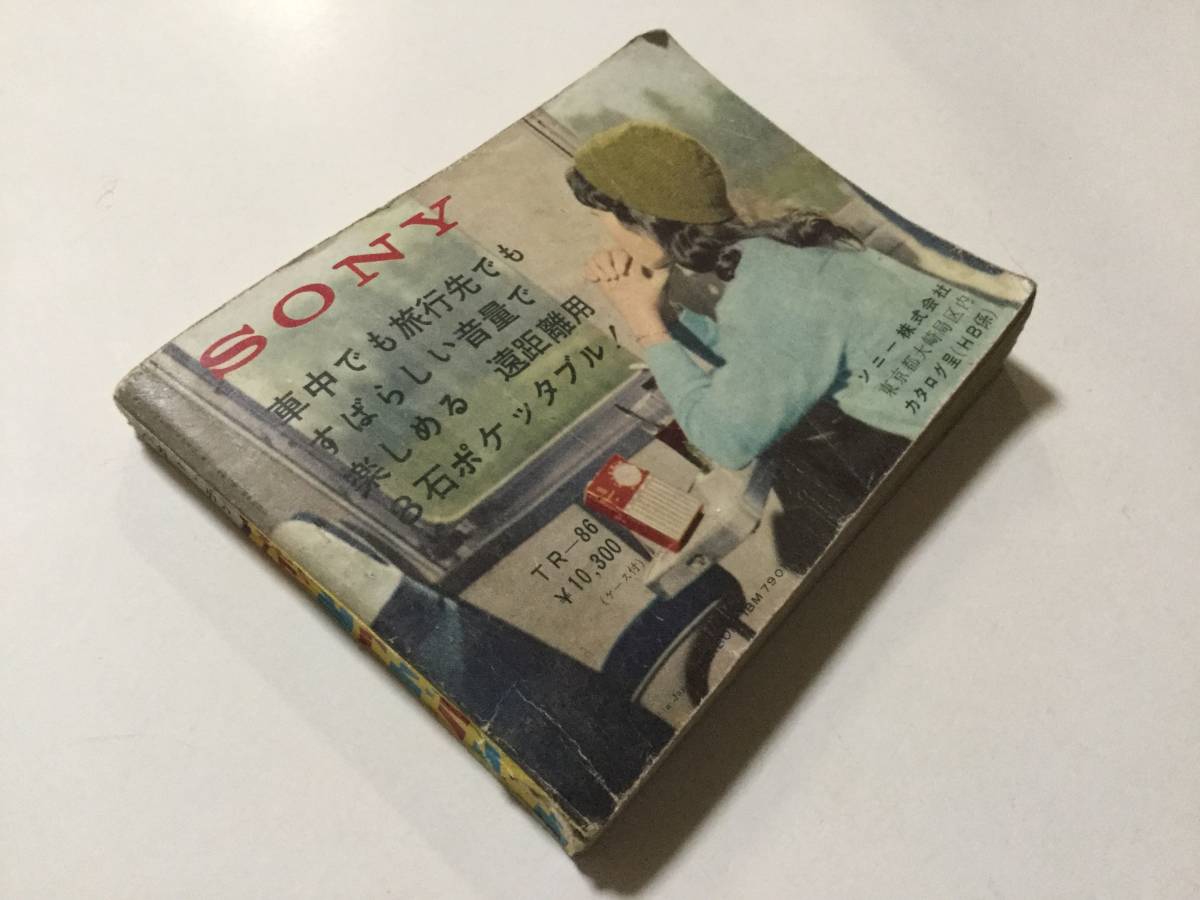 SONY
車中でも旅行先でも
すばらしい音量で
楽しめる 遠距離用
8石ポケッタブル!
TR—86
¥10,300
(ケース付)
ソニー株式会社
東京都大崎局区内
カタログ呈(HB係)
IBM 790